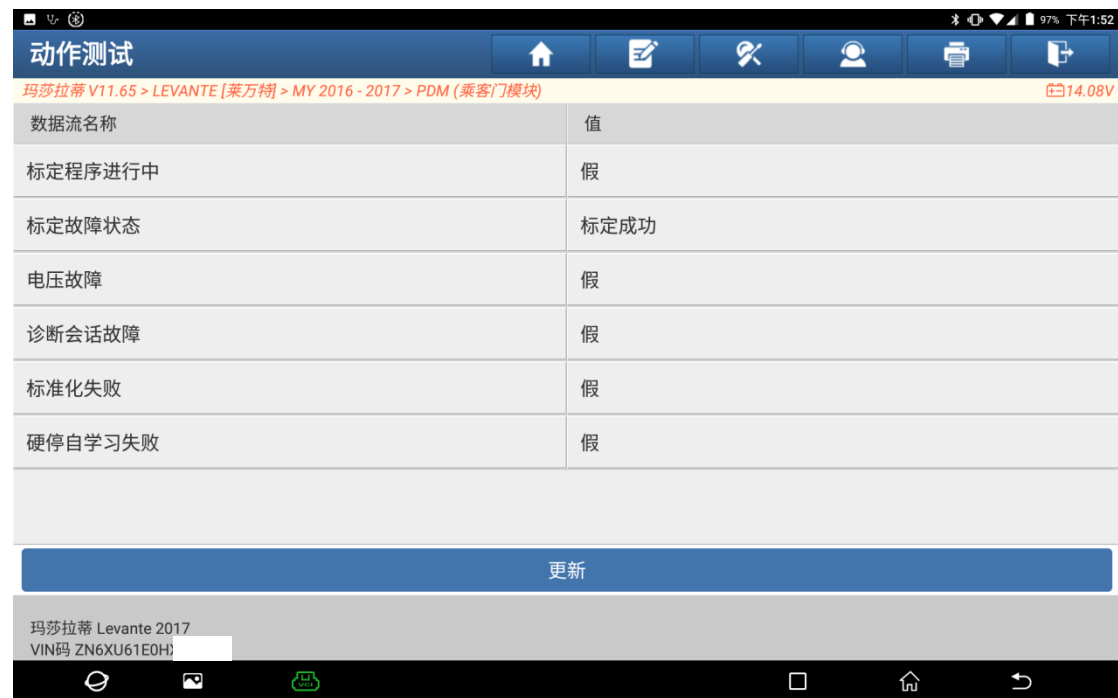 97% 下午1:52
动作测试
玛莎拉蒂 V11.65 > LEVANTE [莱万特] > MY 2016 - 2017 > PDM (乘客门模块) 14.08V
数据流名称 值
标定程序进行中 假
标定故障状态 标定成功
电压故障 假
诊断会话故障 假
标准化失败 假
硬停自学习失败 假
更新
玛莎拉蒂 Levante 2017
VIN码 ZN6XU61E0H
VCI